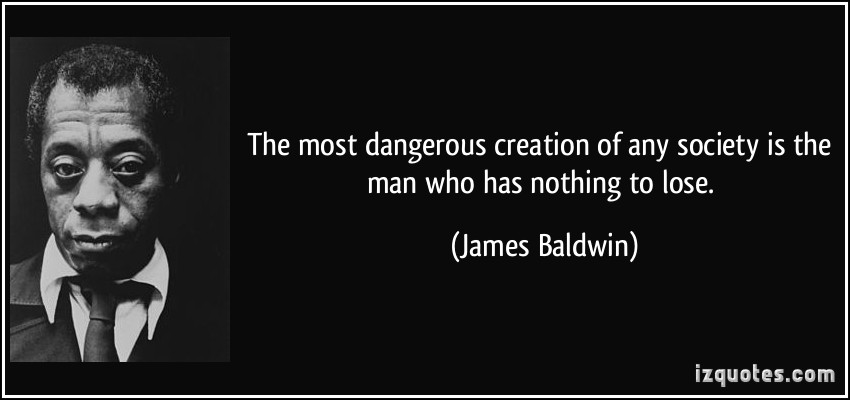 The most dangerous creation of any society is the
man who has nothing to lose.
(James Baldwin)
izquotes.com